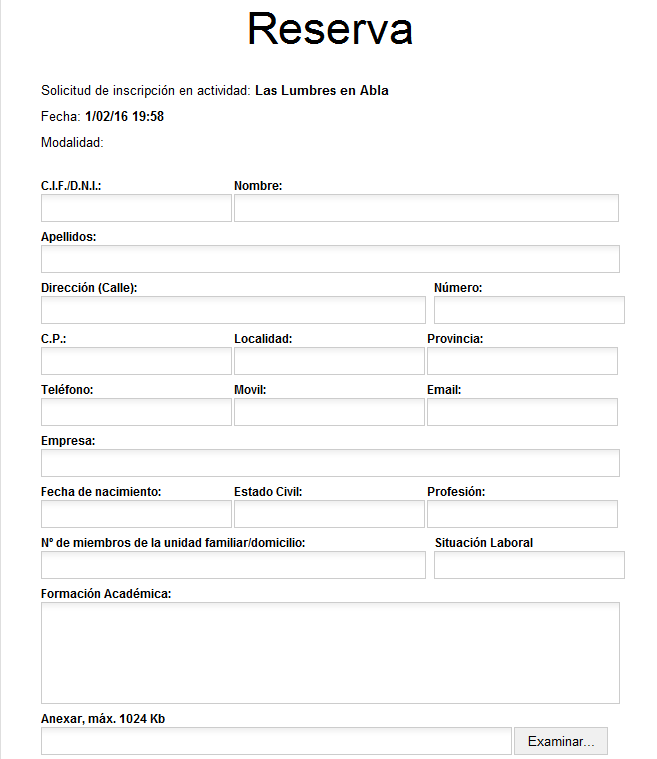 Reserva
Solicitud de inscripción en actividad: Las Lumbres en Abla
Fecha: 1/02/16 19:58
Modalidad:
C.I.F./D.N.I.: Nombre:
Apellidos:
Dirección (Calle): Número:
C.P.: Localidad: Provincia:
Teléfono: Movil: Email:
Empresa:
Fecha de nacimiento: Estado Civil: Profesión:
Nº de miembros de la unidad familiar/domicilio: Situación Laboral
Formación Académica:
Anexar, máx. 1024 Kb
Examinar...